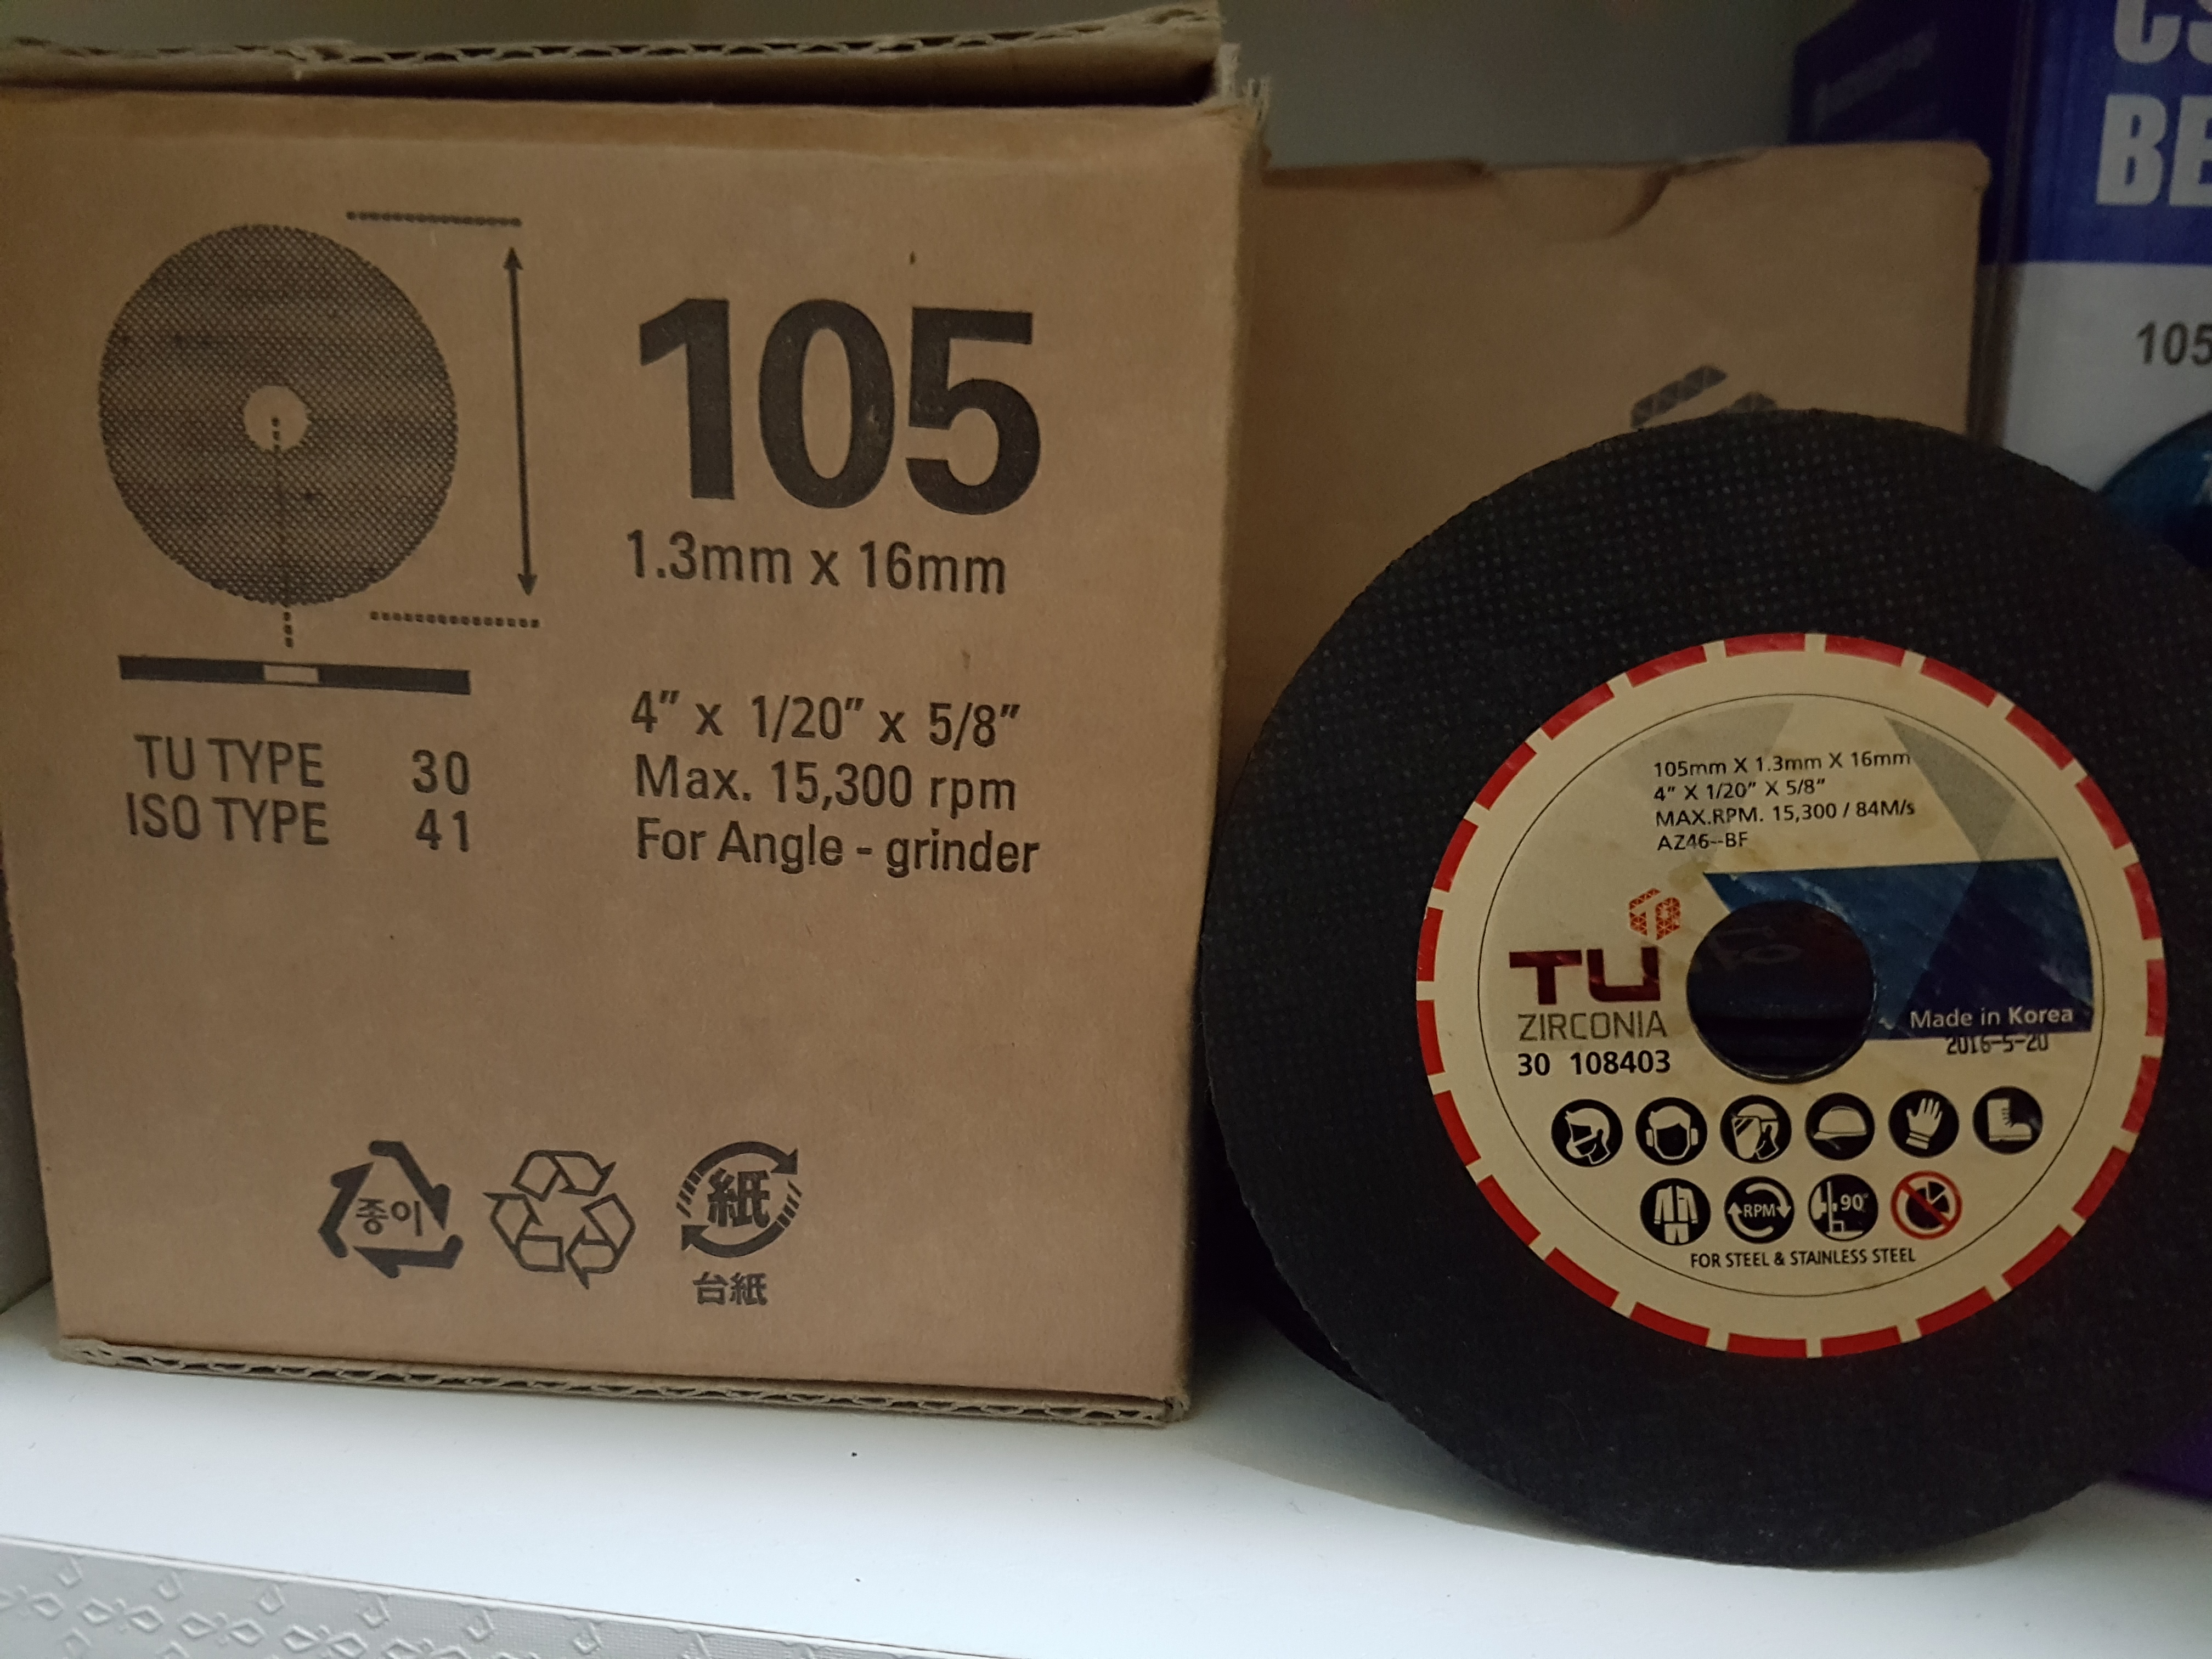 105
1.3mm x 16mm
4" x 1/20" x 5/8"
Max. 15,300 rpm
For Angle - grinder
TU TYPE 30
ISO TYPE 41
종이
紙
台紙
105mm X 1.3mm X 16mm
4" X 1/20" X 5/8"
MAX.RPM. 15,300 / 84M/s
AZ46--BF
TU
ZIRCONIA
30 108403
Made in Korea
2016-5-20
RPM
90°
FOR STEEL & STAINLESS STEEL
105